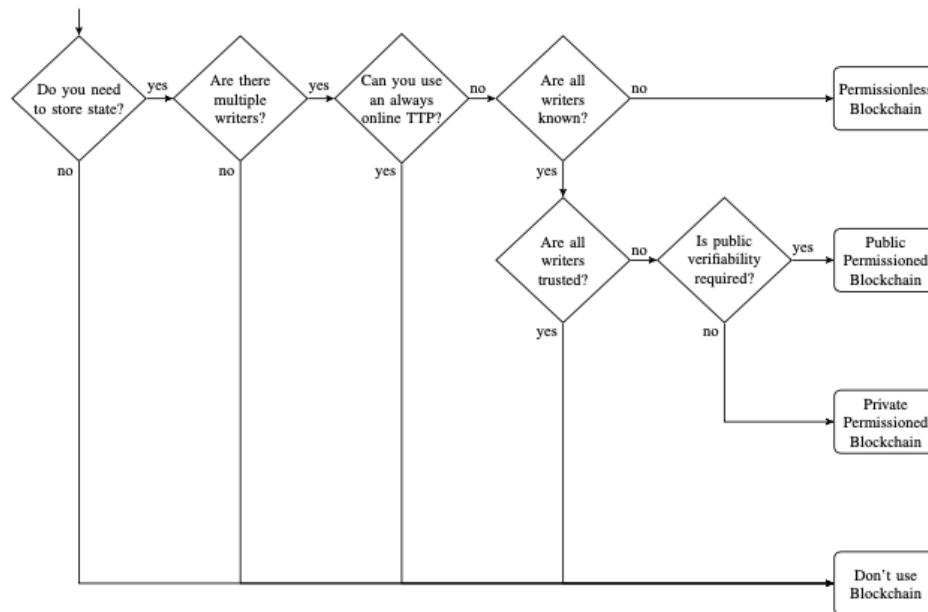 Do you need
to store state?
yes
Are there
multiple
writers?
yes
Can you use
an always
online TTP?
no
Are all
writers
known?
no
Permissionless
Blockchain
no
no
yes
yes
Are all
writers
trusted?
no
Is public
verifiability
required?
yes
Public
Permissioned
Blockchain
yes
no
Private
Permissioned
Blockchain
Don't use
Blockchain